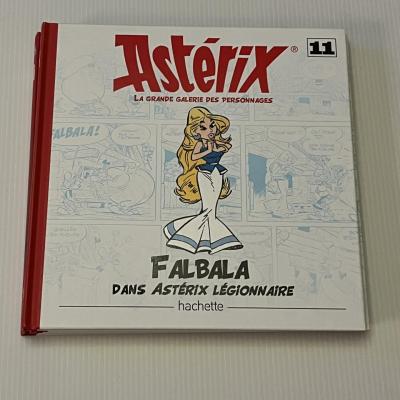 Astérix ®
11
LA GRANDE GALERIE DES PERSONNAGES
FALBALA!
FALBALA
DANS ASTÉRIX LÉGIONNAIRE
hachette